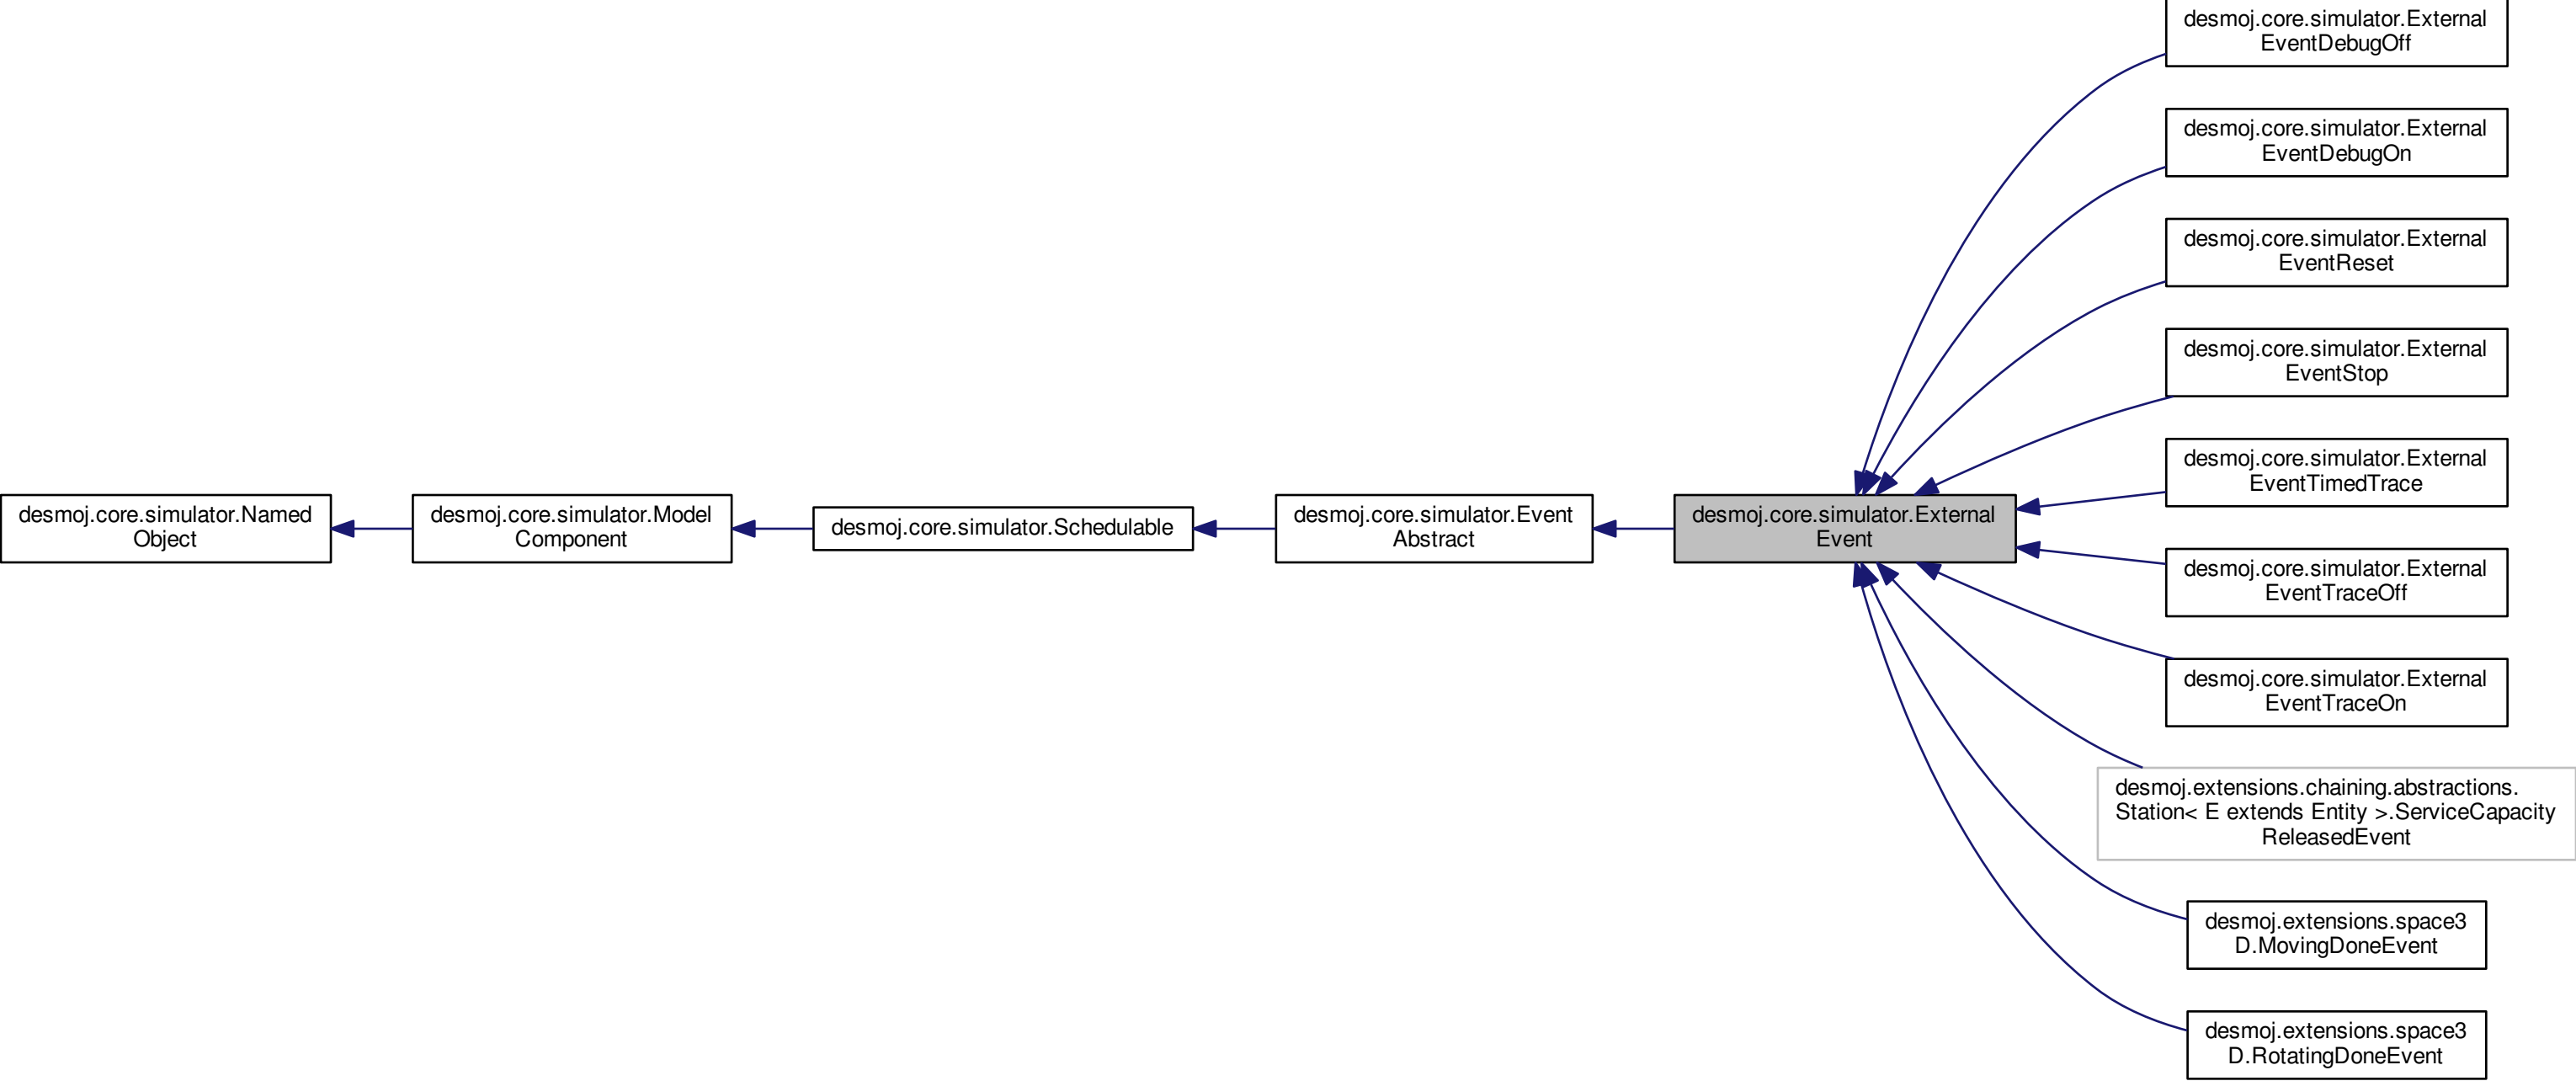 desmoj.core.simulator.Named
Object
desmoj.core.simulator.Model
Component
desmoj.core.simulator.Schedulable
desmoj.core.simulator.Event
Abstract
desmoj.core.simulator.External
Event
desmoj.core.simulator.External
EventDebugOff
desmoj.core.simulator.External
EventDebugOn
desmoj.core.simulator.External
EventReset
desmoj.core.simulator.External
EventStop
desmoj.core.simulator.External
EventTimedTrace
desmoj.core.simulator.External
EventTraceOff
desmoj.core.simulator.External
EventTraceOn
desmoj.extensions.chaining.abstractions.
Station< E extends Entity >.ServiceCapacity
ReleasedEvent
desmoj.extensions.space3
D.MovingDoneEvent
desmoj.extensions.space3
D.RotatingDoneEvent